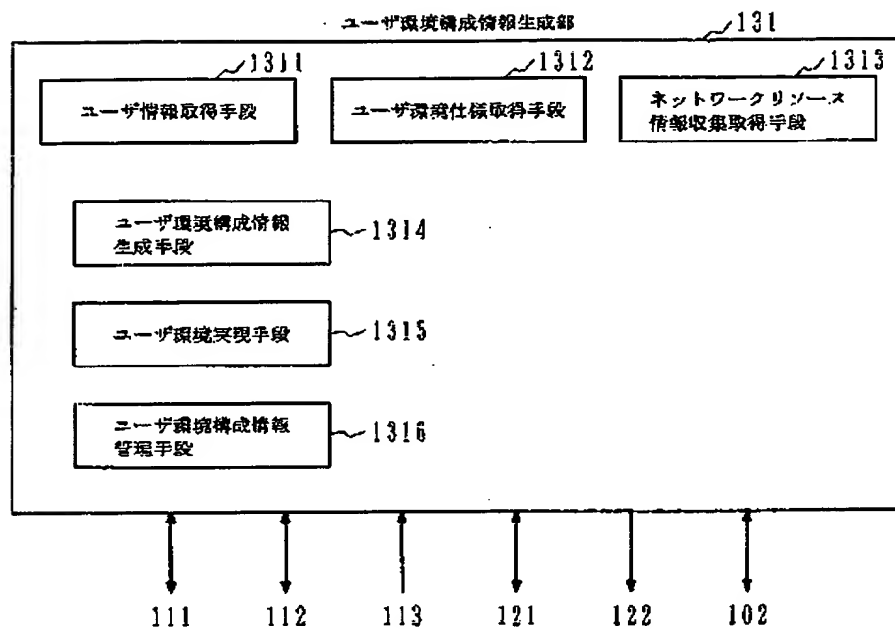 ユーザ環境構成情報生成部
131
1311
1312
1313
ユーザ情報取得手段
ユーザ環境仕様取得手段
ネットワークリソース
情報収集取得手段
ユーザ環境構成情報
生成手段
1314
ユーザ環境実現手段
1315
ユーザ環境構成情報
管理手段
1316
111
112
113
121
122
102